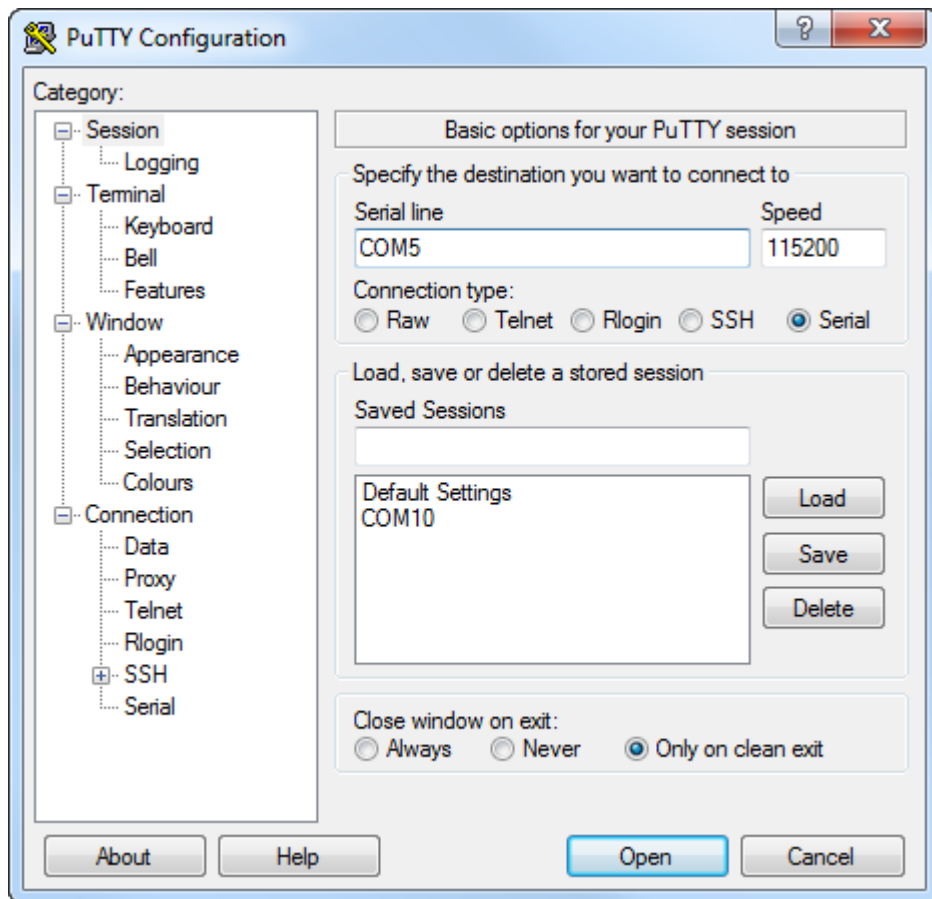 PuTTY Configuration
Category:
Session
Logging
Terminal
Keyboard
Bell
Features
Window
Appearance
Behaviour
Translation
Selection
Colours
Connection
Data
Proxy
Telnet
Rlogin
SSH
Serial
Basic options for your PuTTY session
Specify the destination you want to connect to
Serial line Speed
COM5 115200
Connection type:
Raw Telnet Rlogin SSH Serial
Load, save or delete a stored session
Saved Sessions
Default Settings
COM10
Load
Save
Delete
Close window on exit:
Always Never Only on clean exit
About Help Open Cancel